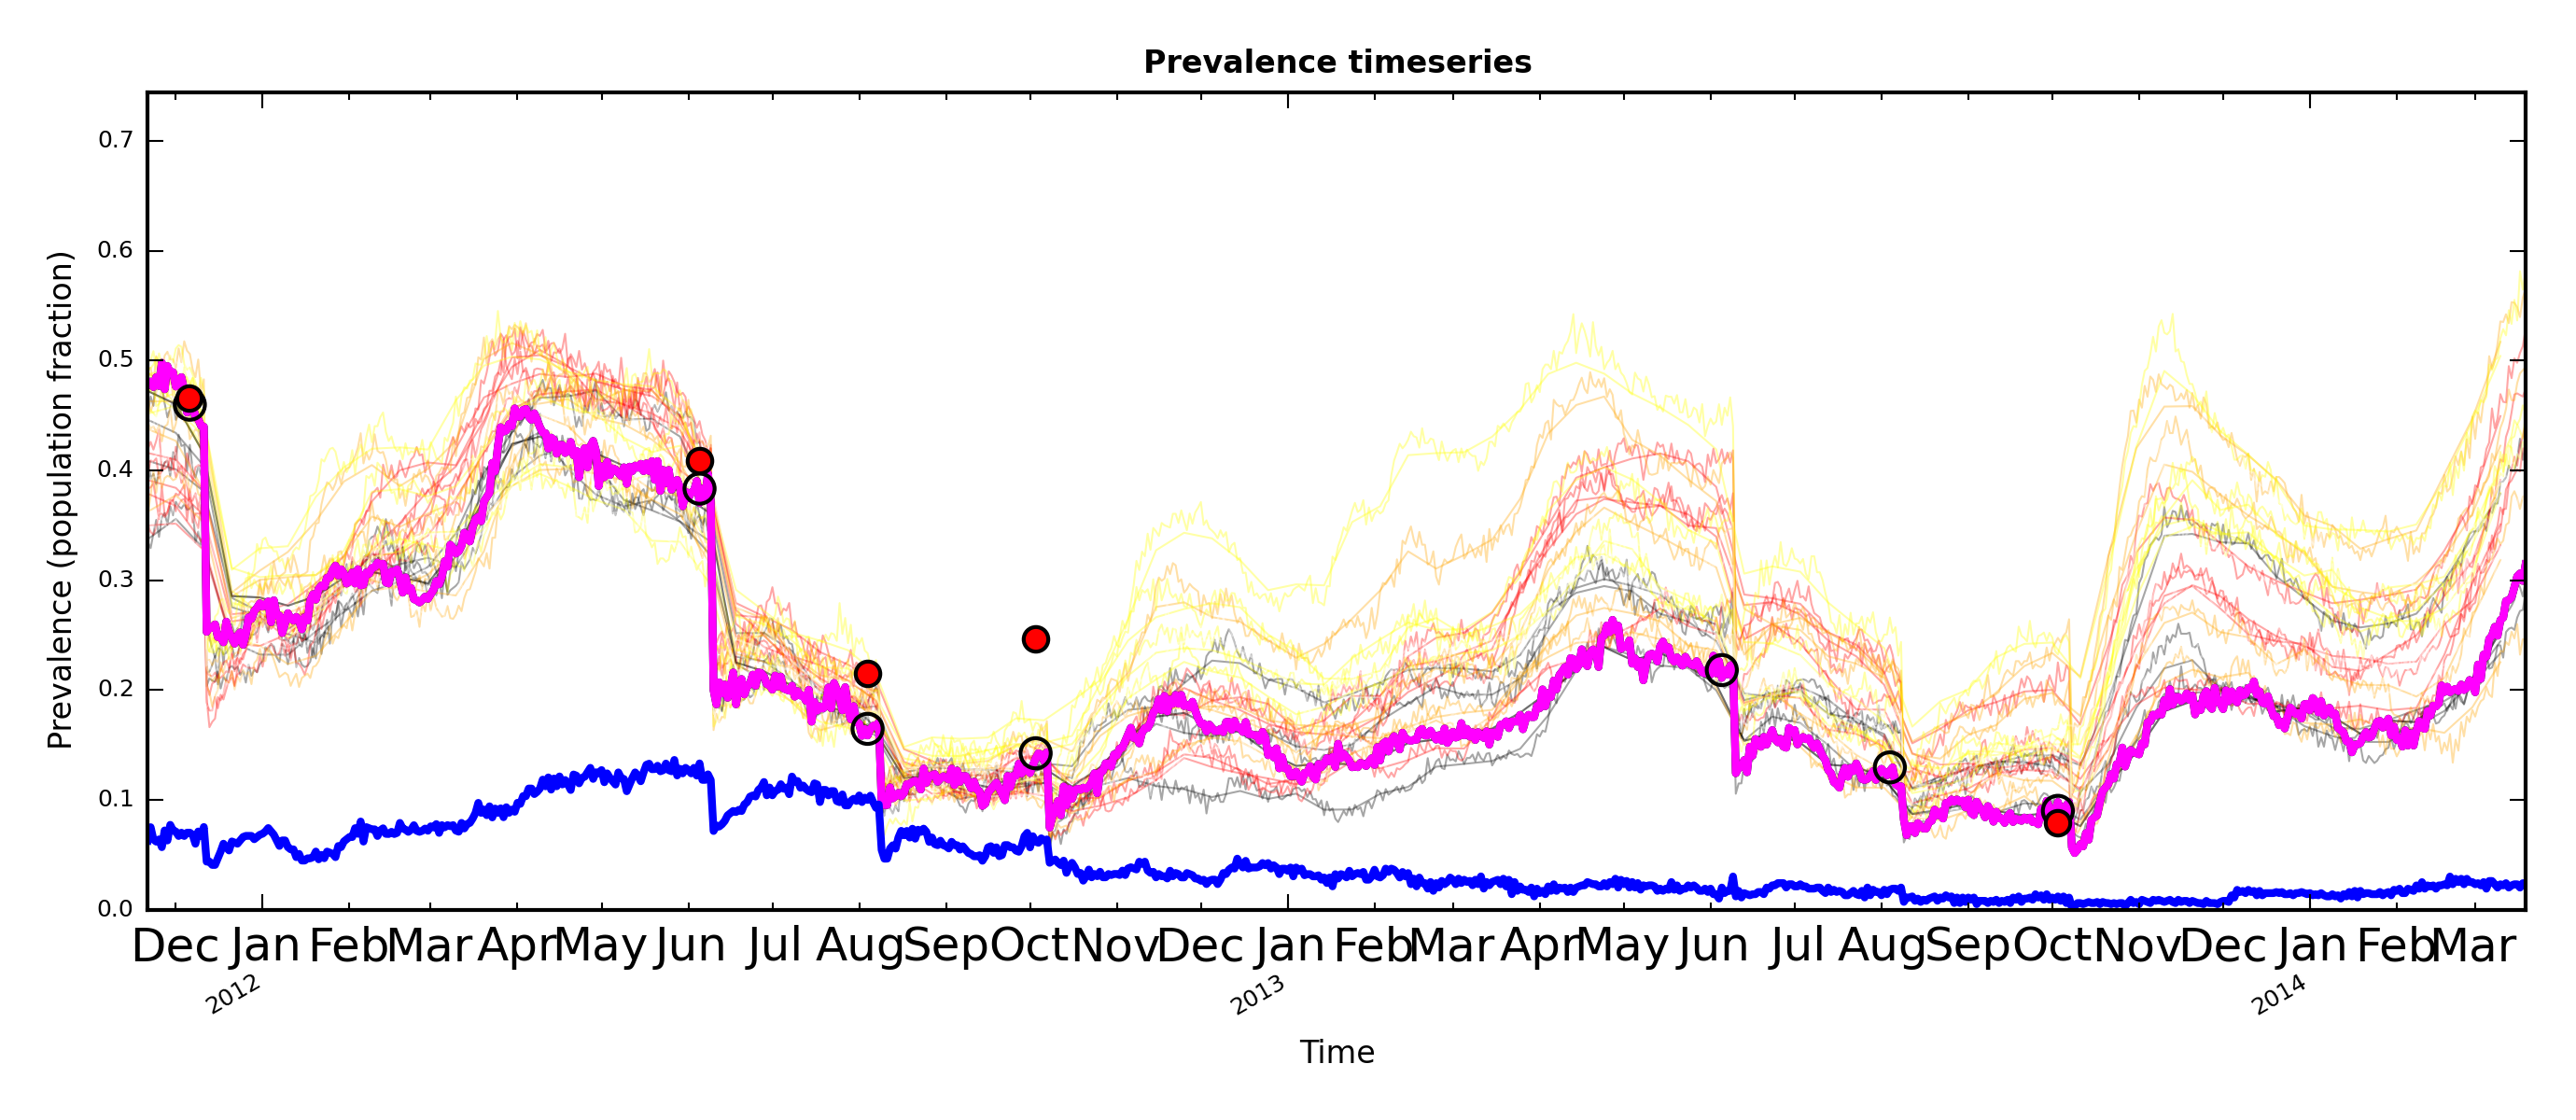 Prevalence timeseries
Prevalence (population fraction)
0.7
0.6
0.5
0.4
0.3
0.2
0.1
0.0
Dec Jan Feb Mar Apr May Jun Jul Aug Sep Oct Nov Dec Jan Feb Mar Apr May Jun Jul Aug Sep Oct Nov Dec Jan Feb Mar
2012 2013 2014
Time